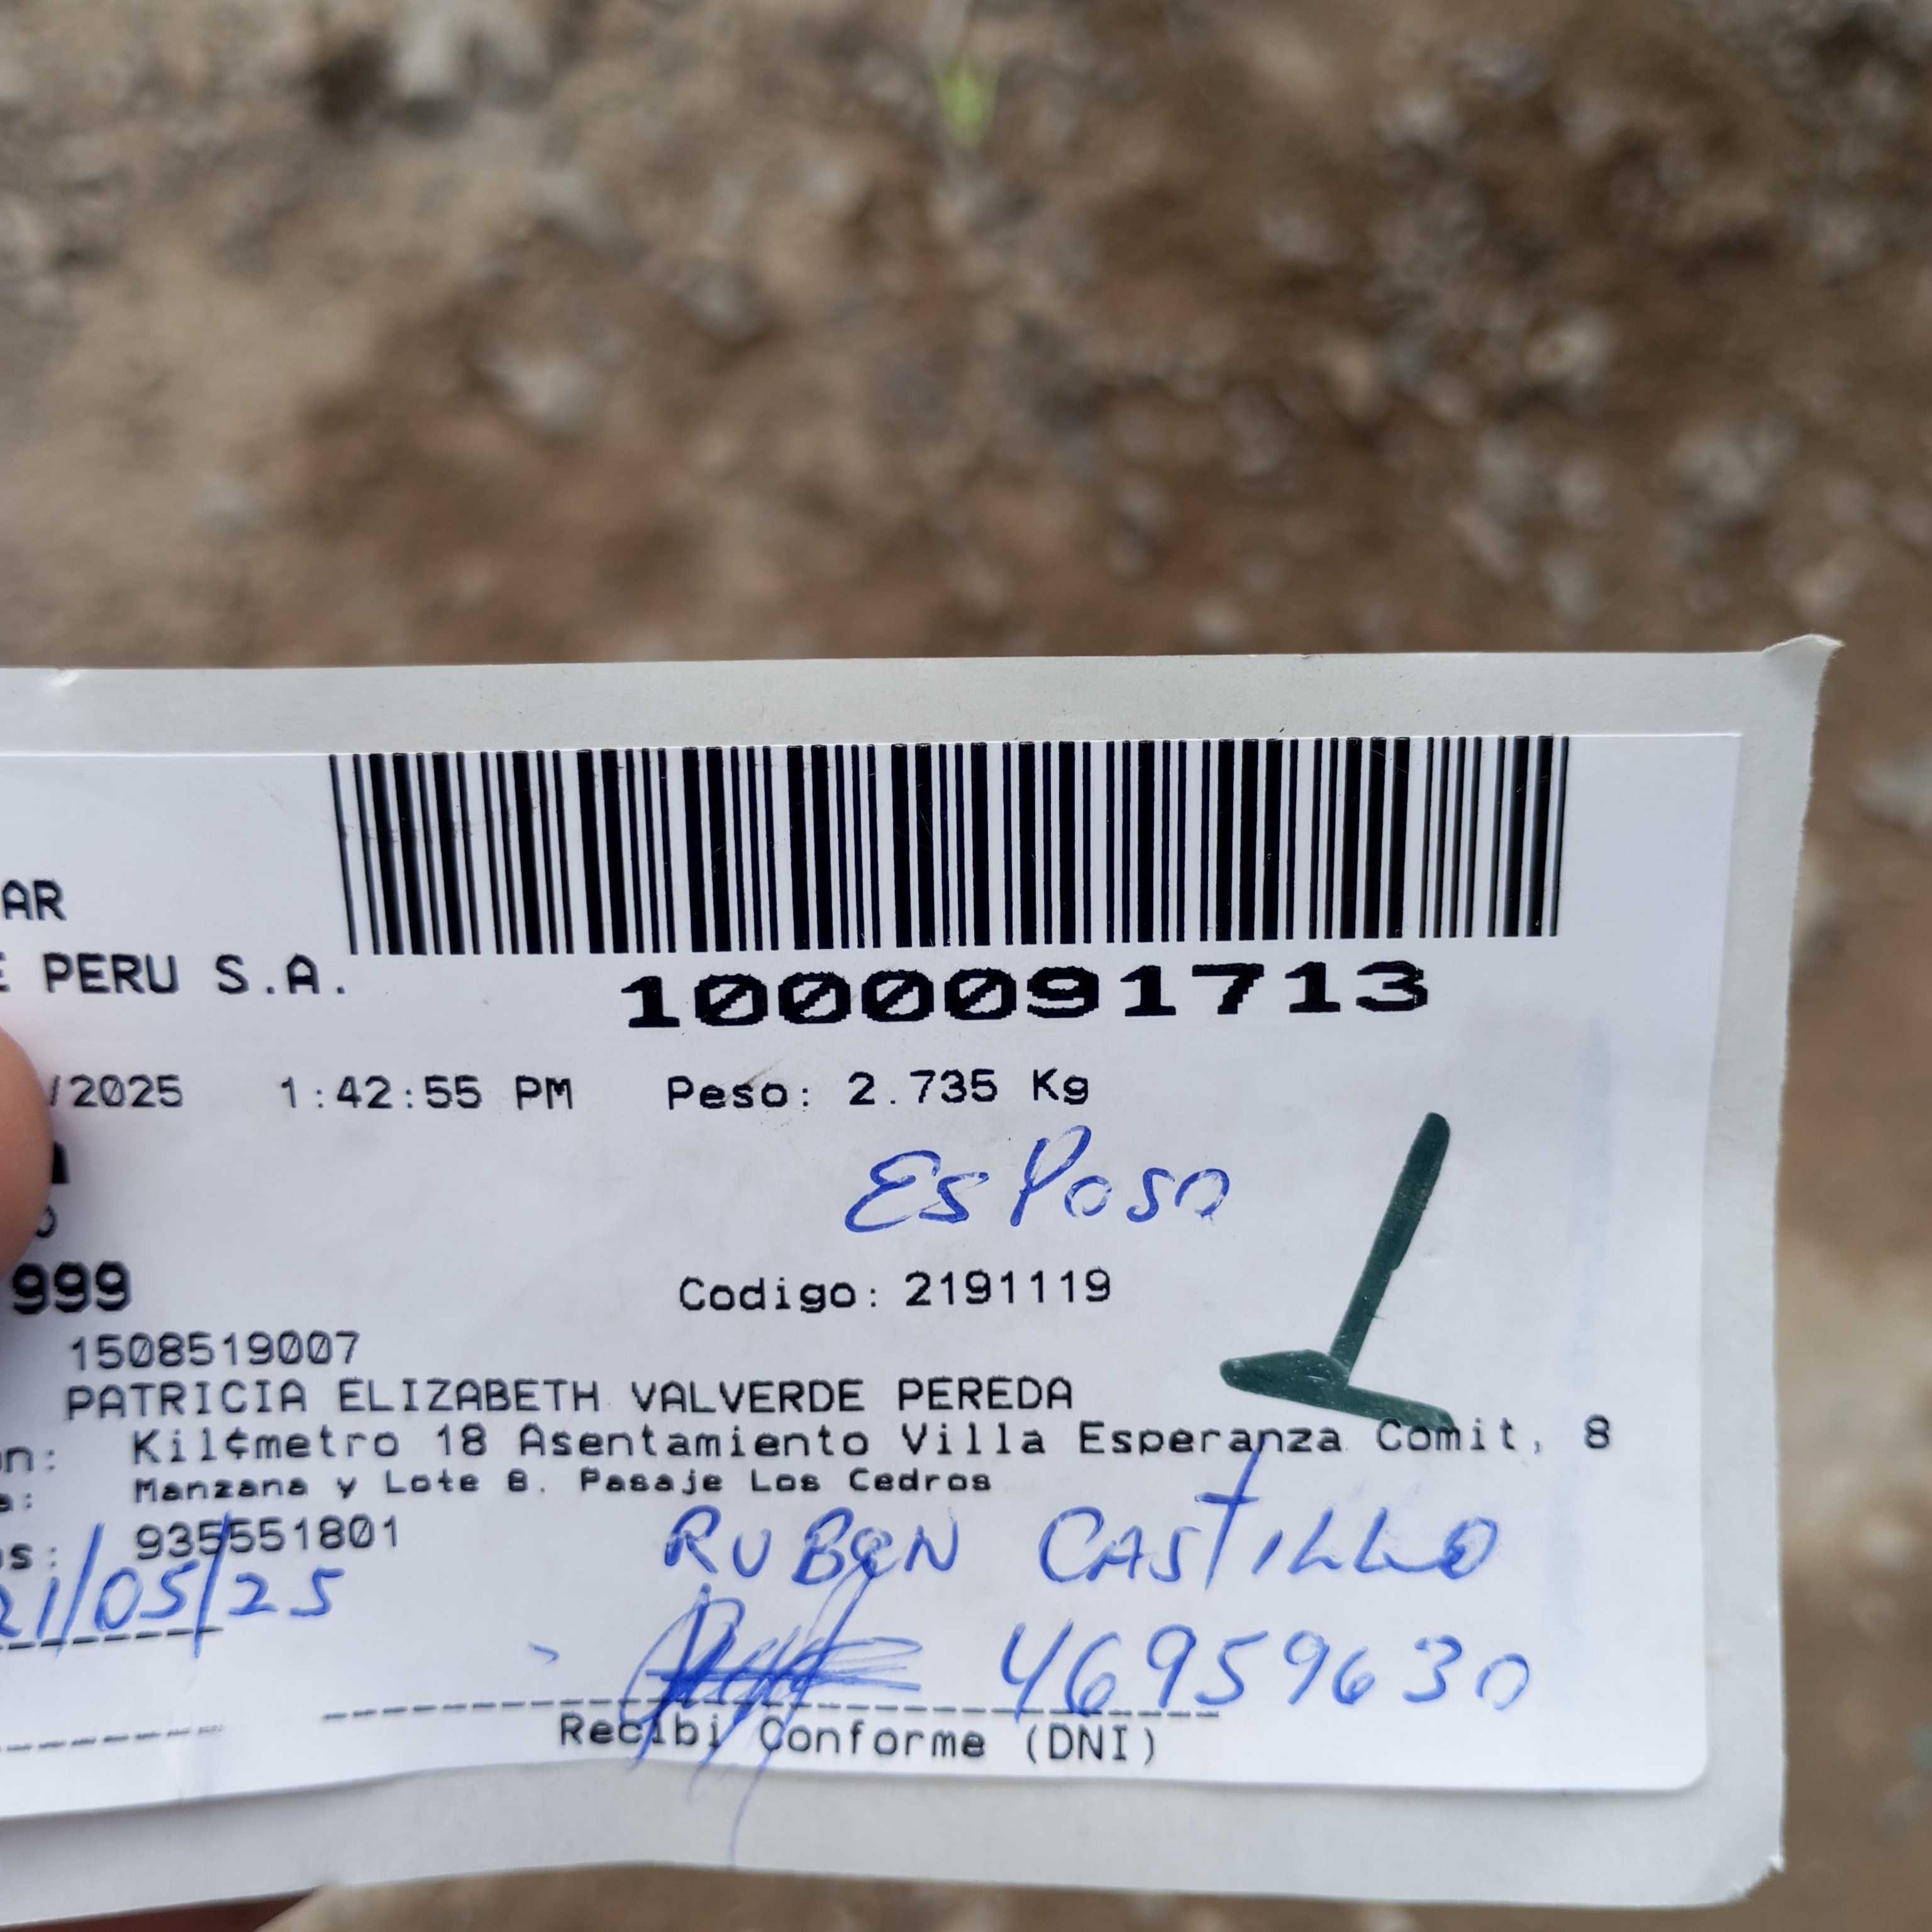 AR
PERU S.A.
1000091713
/2025 1:42:55 PM Peso: 2.735 Kg
EsPoso
999
Codigo: 2191119
1508519007
PATRICIA ELIZABETH VALVERDE PEREDA
n: Kil¢metro 18 Asentamiento Villa Esperanza Comit, 8
a: Manzana y Lote 8. Pasaje Los Cedros
os: 935551801
RUBEN CASTILLO
21/05/25
46959630
Recibi Conforme (DNI)